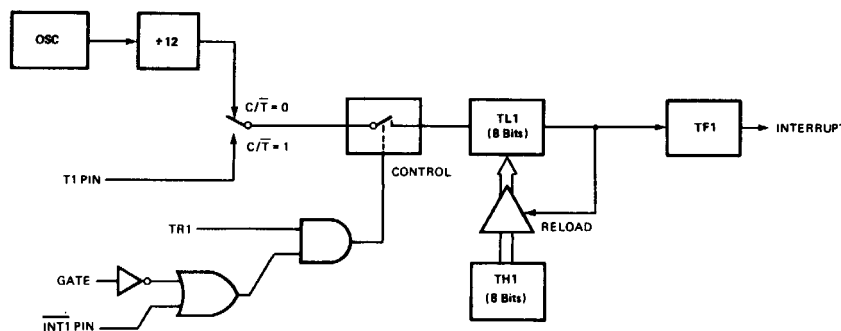 OSC
÷12
C/T̅=0
C/T̅=1
T1 PIN
CONTROL
TL1
(8 Bits)
TF1
INTERRUPT
TR1
RELOAD
GATE
TH1
(8 Bits)
I̅N̅T̅1̅ PIN